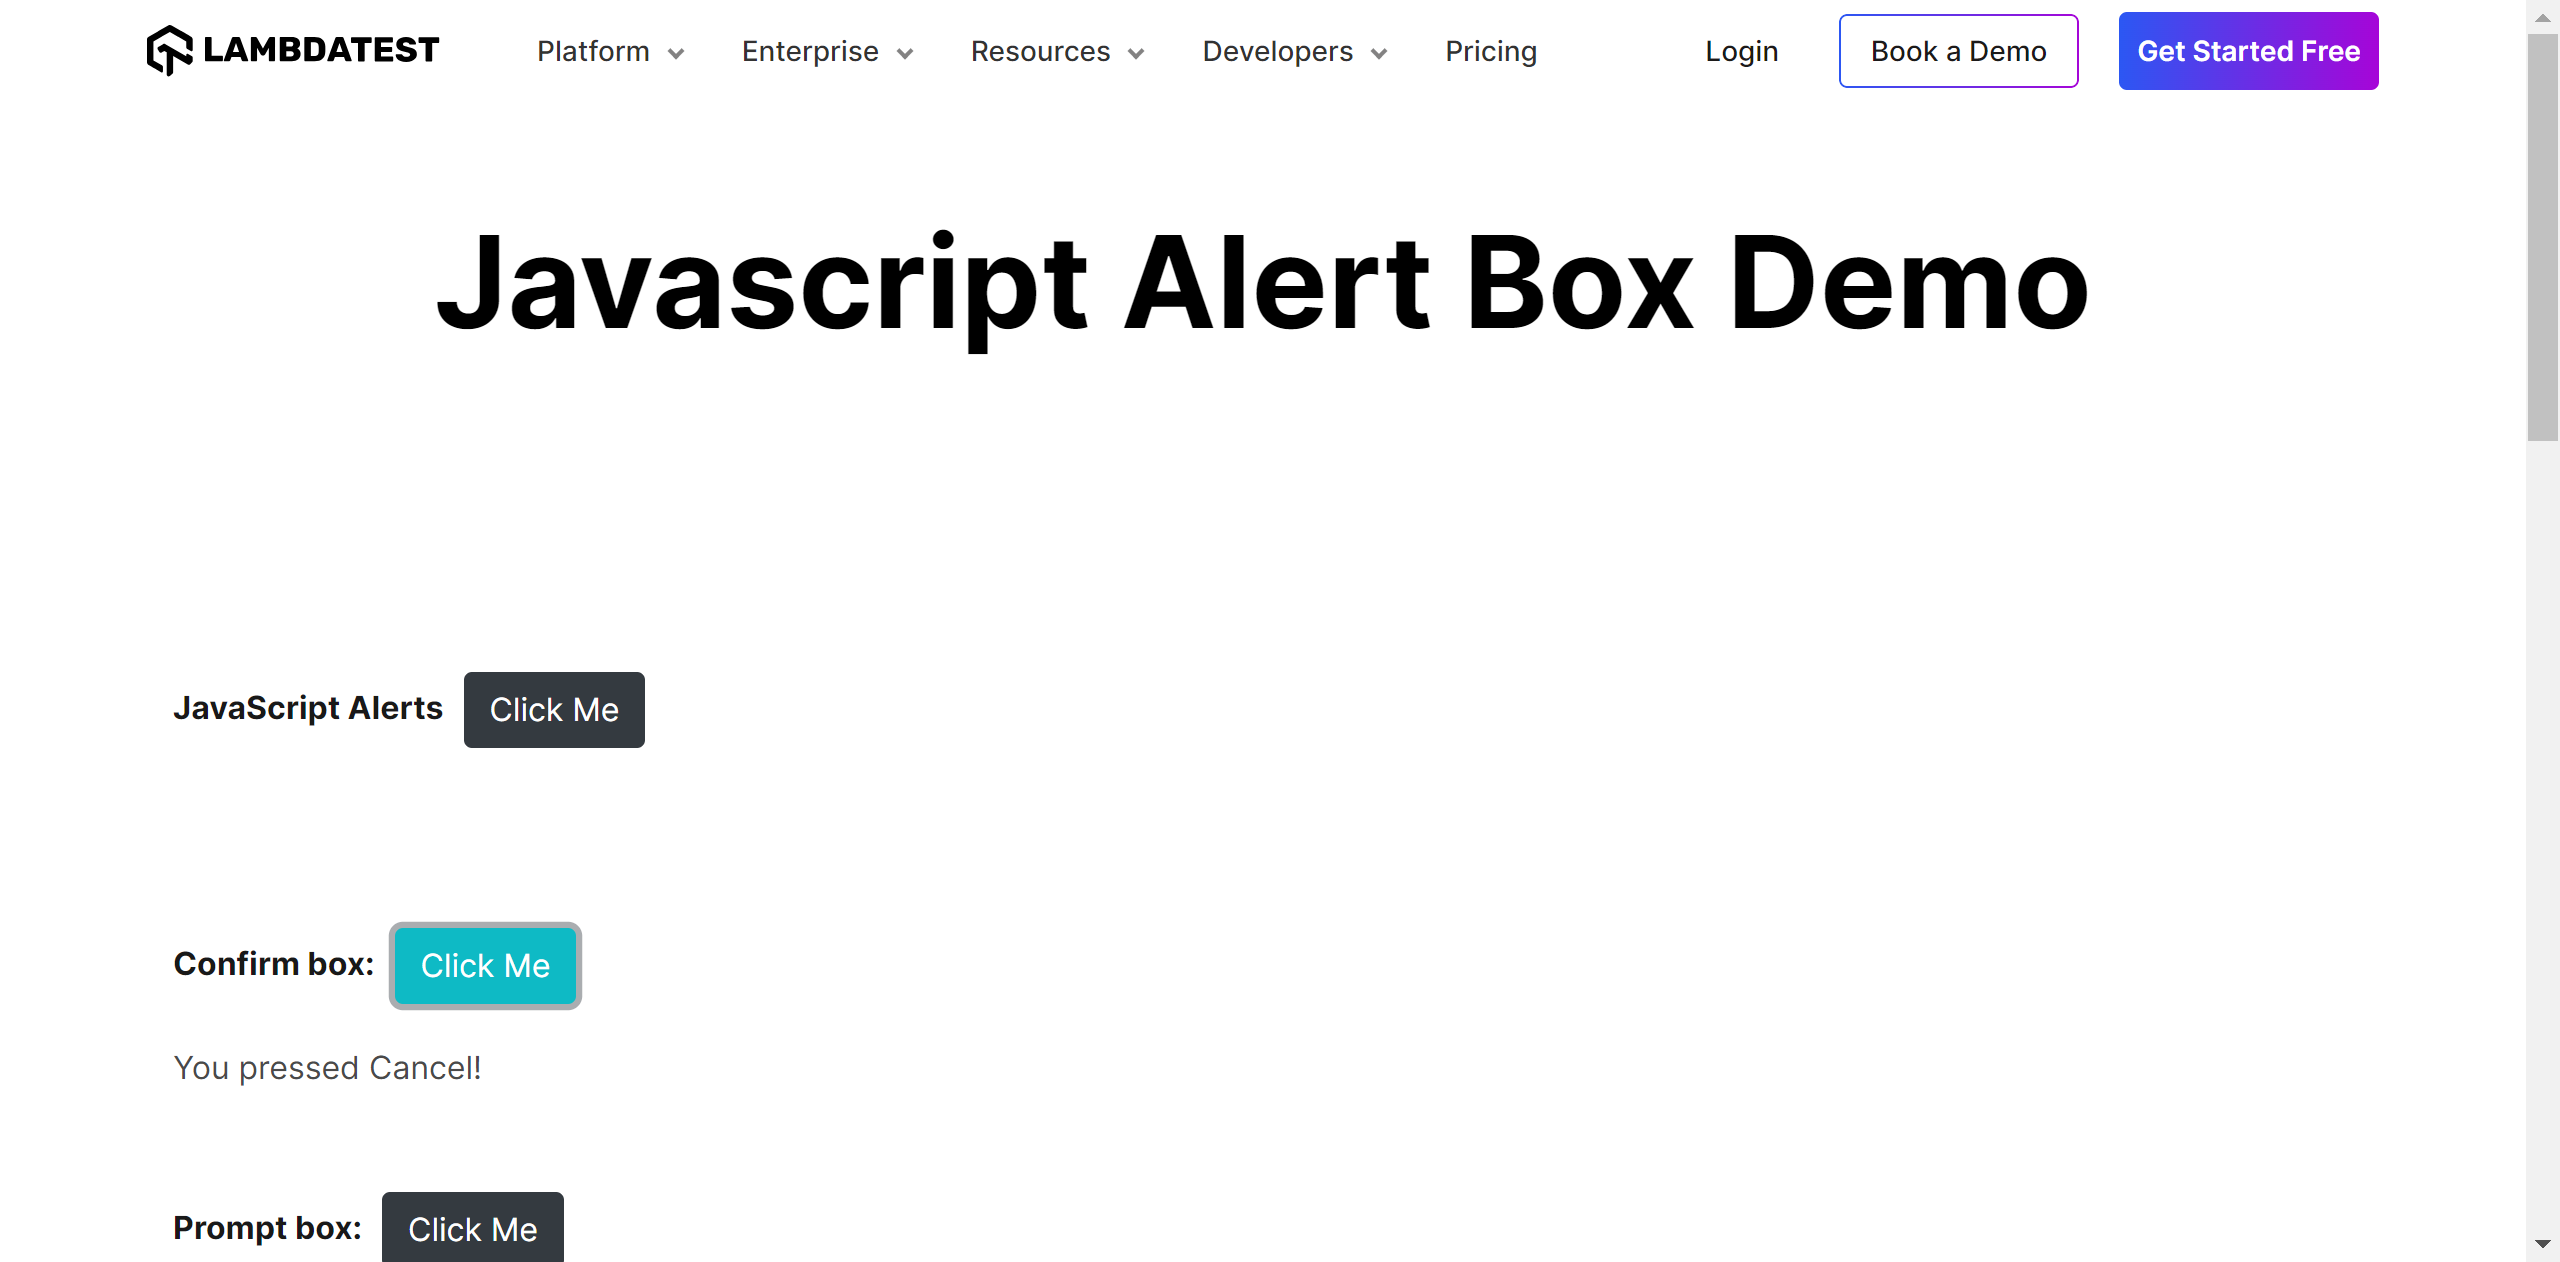 LAMBDATEST Platform Enterprise Resources Developers Pricing Login Book a Demo Get Started Free
Javascript Alert Box Demo
JavaScript Alerts Click Me
Confirm box: Click Me
You pressed Cancel!
Prompt box: Click Me